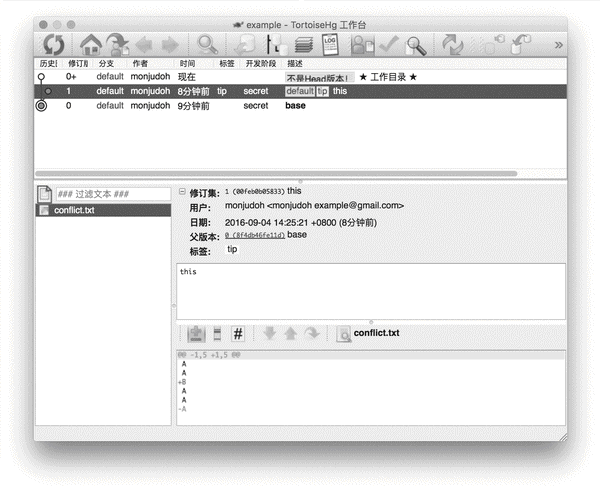 example - TortoiseHg 工作台
LOG
»
历史 修订 分支 作者 时间 标签 开发阶段 描述
0+ default monjudoh 现在 不是Head版本! ★ 工作目录 ★
1 default monjudoh 8分钟前 tip secret default tip this
0 default monjudoh 9分钟前 secret base
### 过滤文本 ###
conflict.txt
修订集: 1 (00feb0b05833) this
用户: monjudoh <monjudoh example@gmail.com>
日期: 2016-09-04 14:25:21 +0800 (8分钟前)
父版本: 0 (8f4db46fe11d) base
标签: tip
this
# conflict.txt
@@ -1,5 +1,5 @@
A
A
+B
A
A
-A